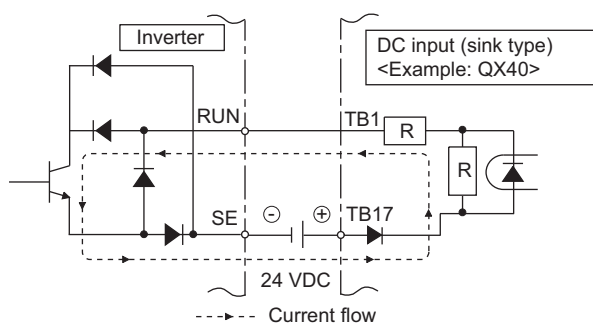 Inverter
DC input (sink type)
<Example: QX40>
RUN
TB1
R
R
SE
TB17
24 VDC
Current flow